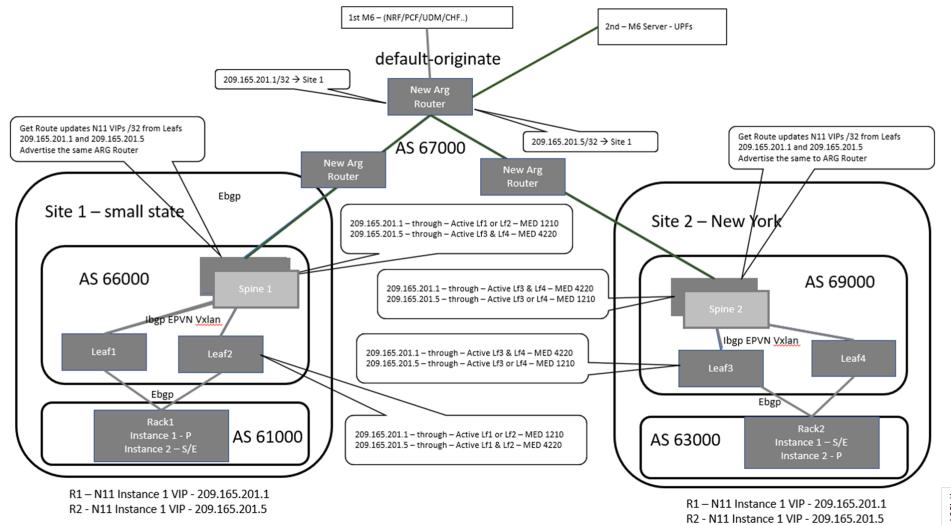 1st M6 – (NRF/PCF/UDM/CHF..)
2nd – M6 Server - UPFs
default-originate
209.165.201.1/32 → Site 1
New Arg
Router
209.165.201.5/32 → Site 1
AS 67000
New Arg
Router
New Arg
Router
Get Route updates N11 VIPs /32 from Leafs
209.165.201.1 and 209.165.201.5
Advertise the same ARG Router
Get Route updates N11 VIPs /32 from Leafs
209.165.201.1 and 209.165.201.5
Advertise the same to ARG Router
Ebgp
Site 1 – small state
Site 2 – New York
209.165.201.1 – through – Active Lf1 or Lf2 – MED 1210
209.165.201.5 – through – Active Lf3 & Lf4 – MED 4220
AS 66000
Spine 1
209.165.201.1 – through – Active Lf3 & Lf4 – MED 4220
209.165.201.5 – through – Active Lf3 or Lf4 – MED 1210
AS 69000
Spine 2
Ibgp EPVN Vxlan
Ibgp EPVN Vxlan
Leaf1
Leaf2
209.165.201.1 – through – Active Lf3 & Lf4 – MED 4220
209.165.201.5 – through – Active Lf3 or Lf4 – MED 1210
Leaf3
Leaf4
Ebgp
Ebgp
Rack1
Instance 1 - P
Instance 2 – S/E
AS 61000
209.165.201.1 – through – Active Lf1 or Lf2 – MED 1210
209.165.201.5 – through – Active Lf1 & Lf2 – MED 4220
AS 63000
Rack2
Instance 1 – S/E
Instance 2 - P
R1 – N11 Instance 1 VIP - 209.165.201.1
R2 - N11 Instance 1 VIP - 209.165.201.5
R1 – N11 Instance 1 VIP - 209.165.201.1
R2 - N11 Instance 1 VIP - 209.165.201.5